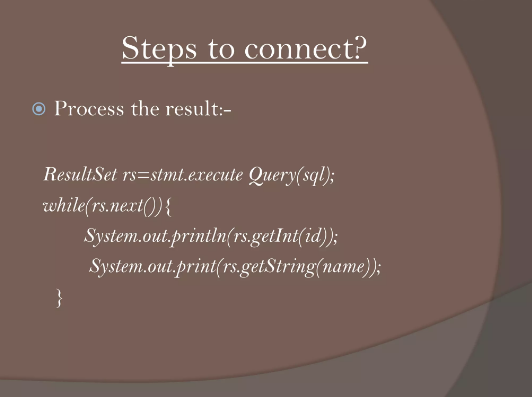 Steps to connect?
Process the result:-
ResultSet rs=stmt.execute Query(sql);
while(rs.next()){
System.out.println(rs.getInt(id));
System.out.print(rs.getString(name));
}